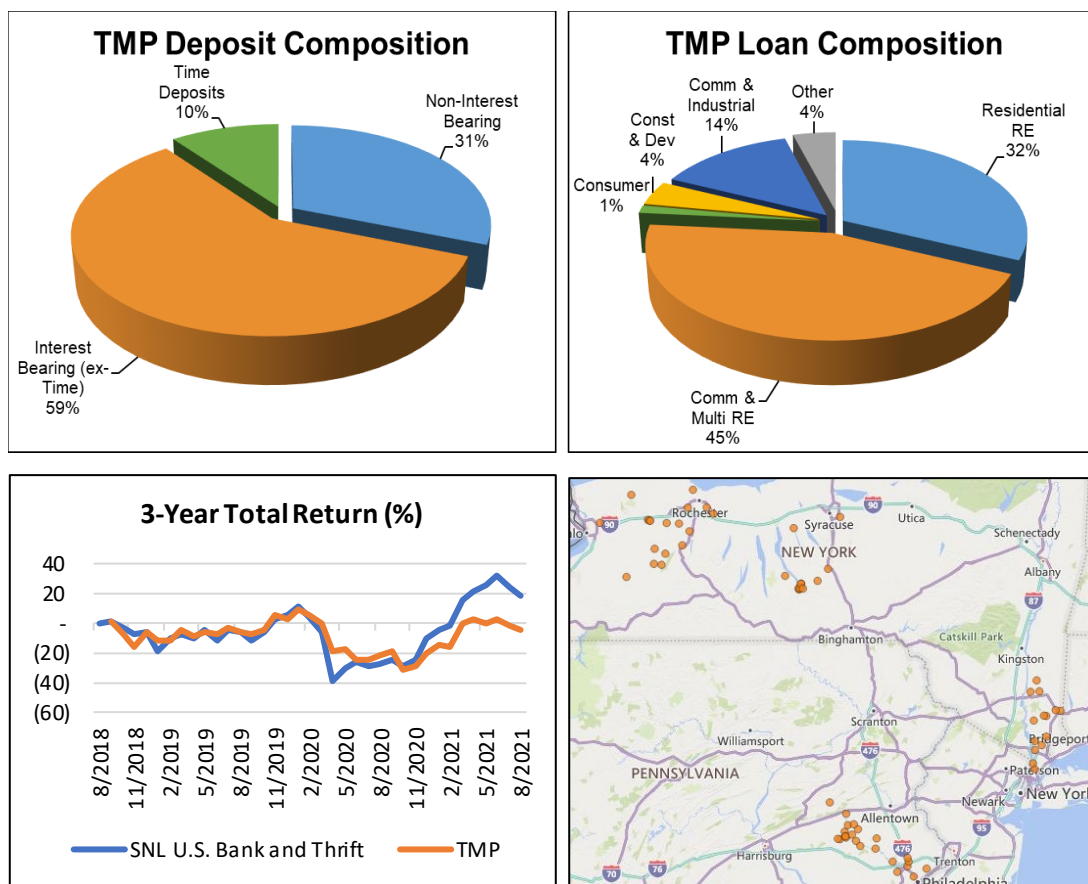 TMP Deposit Composition
Time
Deposits
10%
Non-Interest
Bearing
31%
Interest
Bearing (ex-
Time)
59%
TMP Loan Composition
Comm &
Industrial
14%
Other
4%
Const
& Dev
4%
Residential
RE
32%
Consumer
1%
Comm &
Multi RE
45%
3-Year Total Return (%)
40
20
-
(20)
(40)
(60)
8/2018
11/2018
2/2019
5/2019
8/2019
11/2019
2/2020
5/2020
8/2020
11/2020
2/2021
5/2021
8/2021
SNL U.S. Bank and Thrift
TMP
Rochester
90
90
Syracuse
Utica
alo
NEW YORK
Schenectady
Albany
87
Binghamton
Catskill Park
Kingston
Scranton
Bridgeport
Williamsport
476
PENNSYLVANIA
Paterson
New York
Newark
Allentown
95
Harrisburg
476
Trenton
70
76
Philadelphia